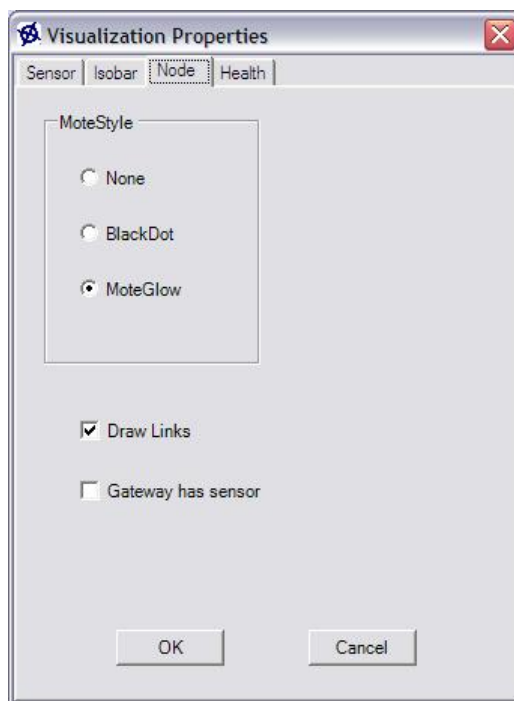 Visualization Properties
Sensor Isobar Node Health
MoteStyle
None
BlackDot
MoteGlow
Draw Links
Gateway has sensor
OK Cancel